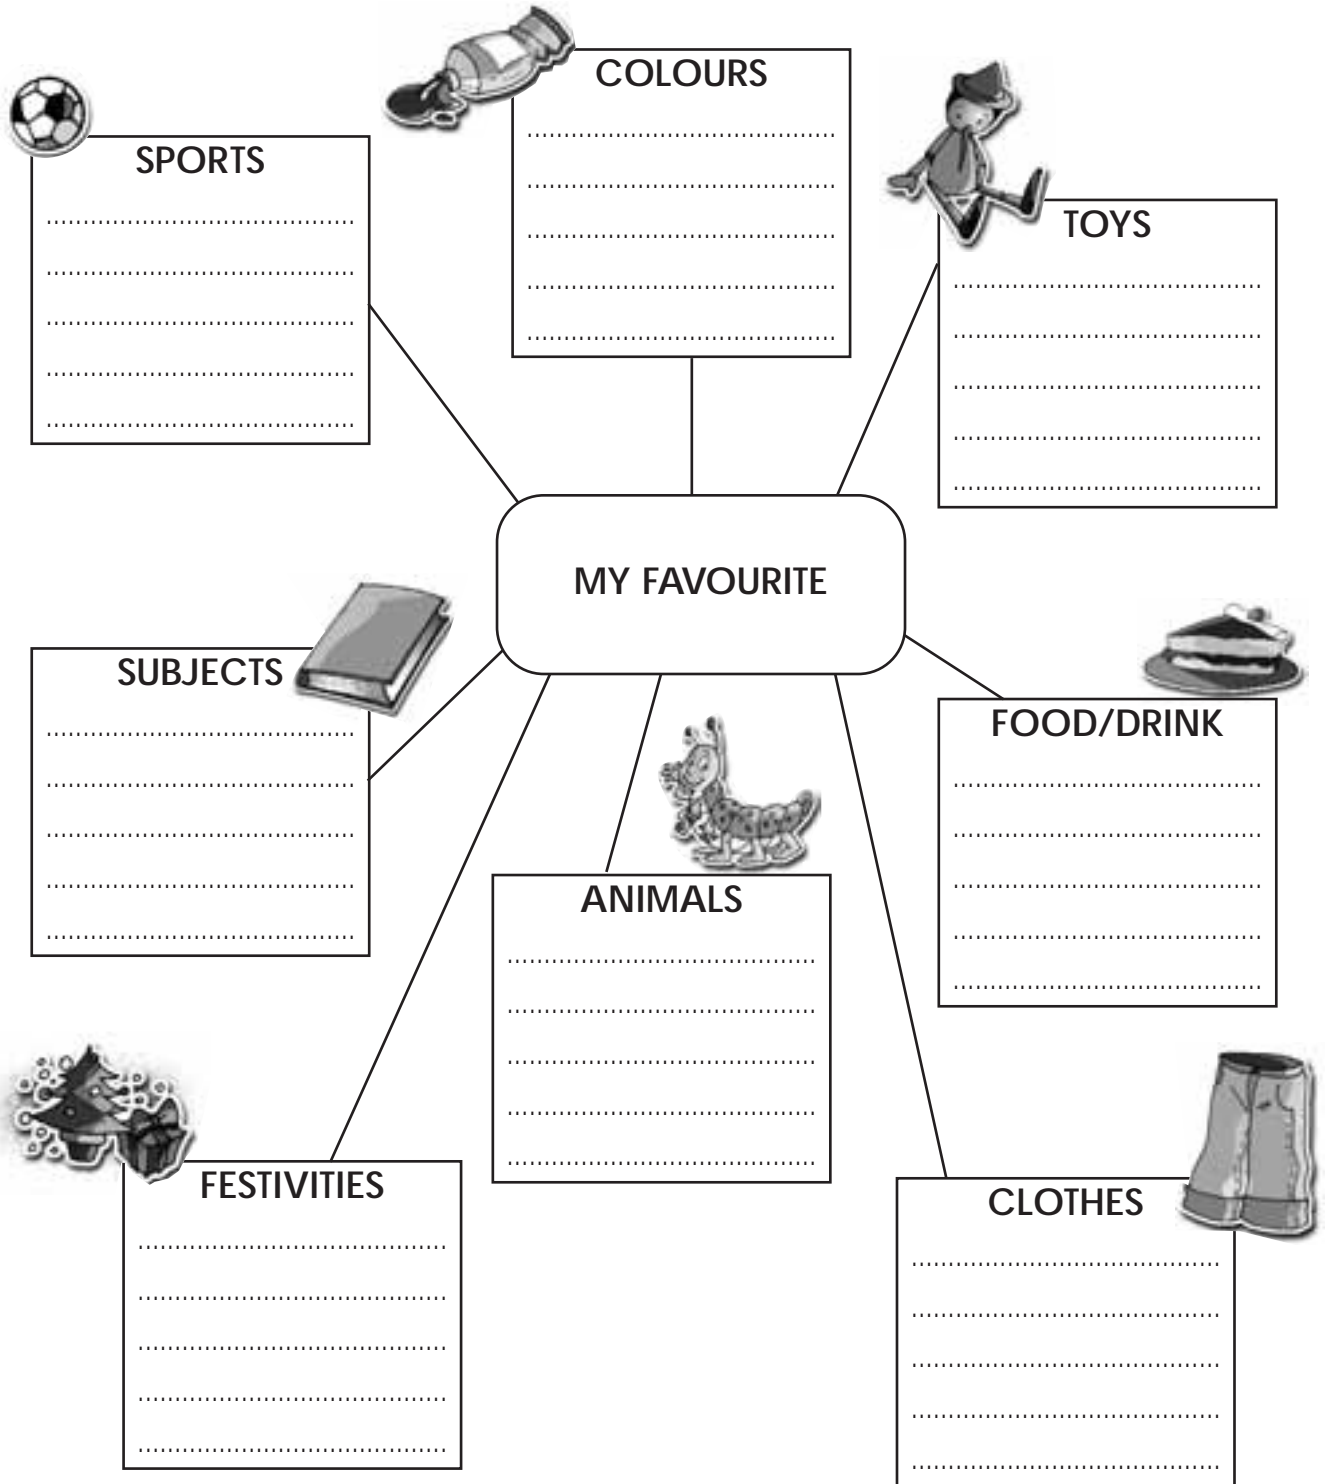 COLOURS
SPORTS
TOYS
MY FAVOURITE
SUBJECTS
FOOD/DRINK
ANIMALS
FESTIVITIES
CLOTHES